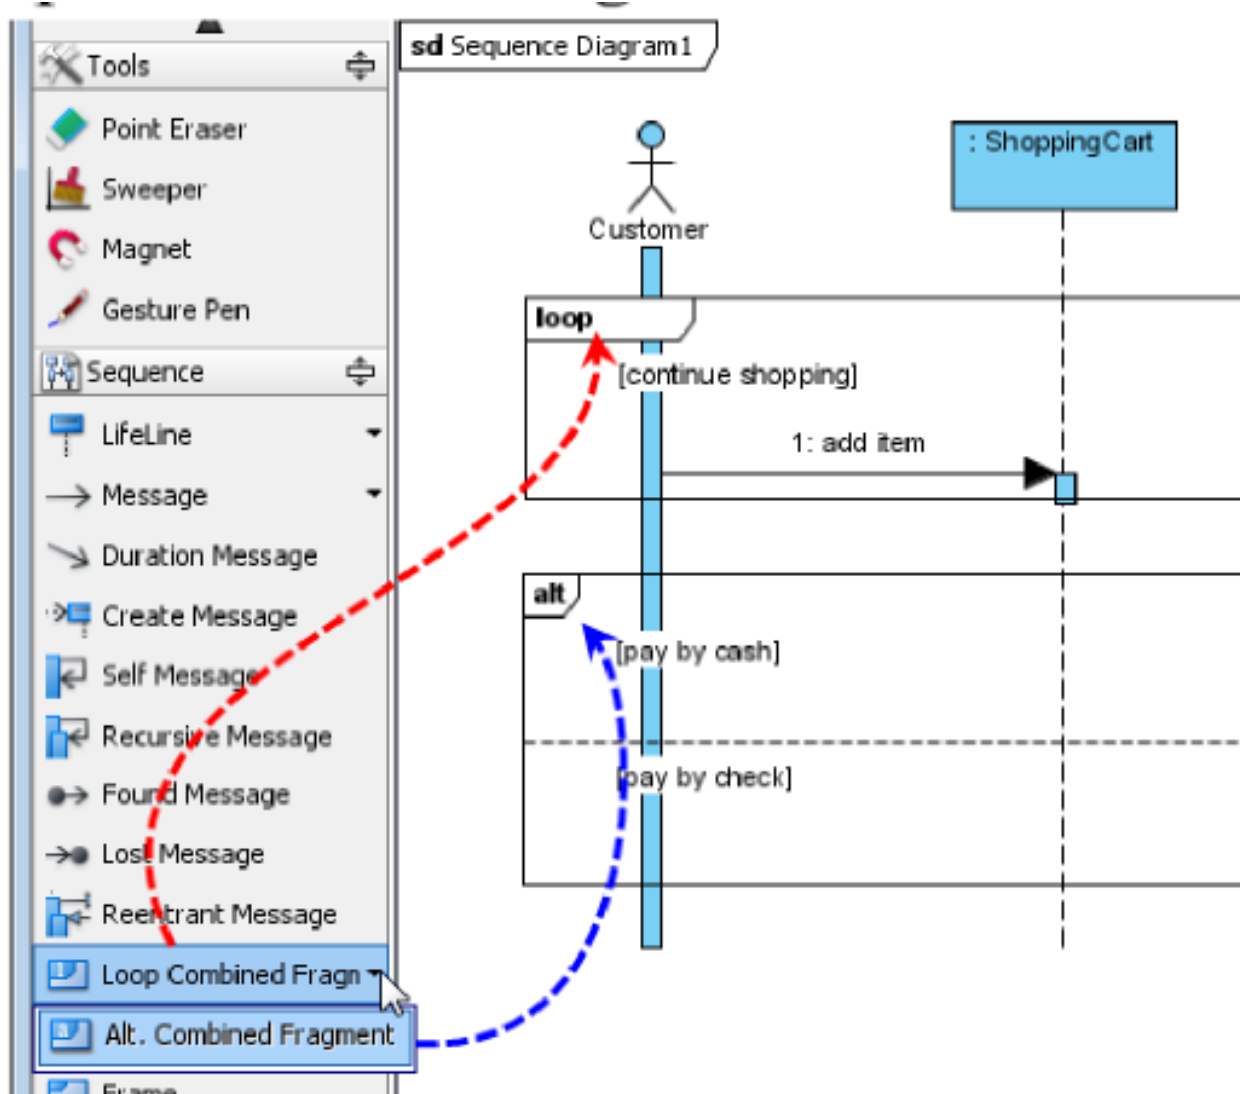 Tools
Point Eraser
Sweeper
Magnet
Gesture Pen
Sequence
LifeLine
Message
Duration Message
Create Message
Self Message
Recursive Message
Found Message
Lost Message
Reentrant Message
Loop Combined Fragn
Alt. Combined Fragment
Frame
sd Sequence Diagram1
Customer
: ShoppingCart
loop
[continue shopping]
1: add item
alt
[pay by cash]
[pay by check]